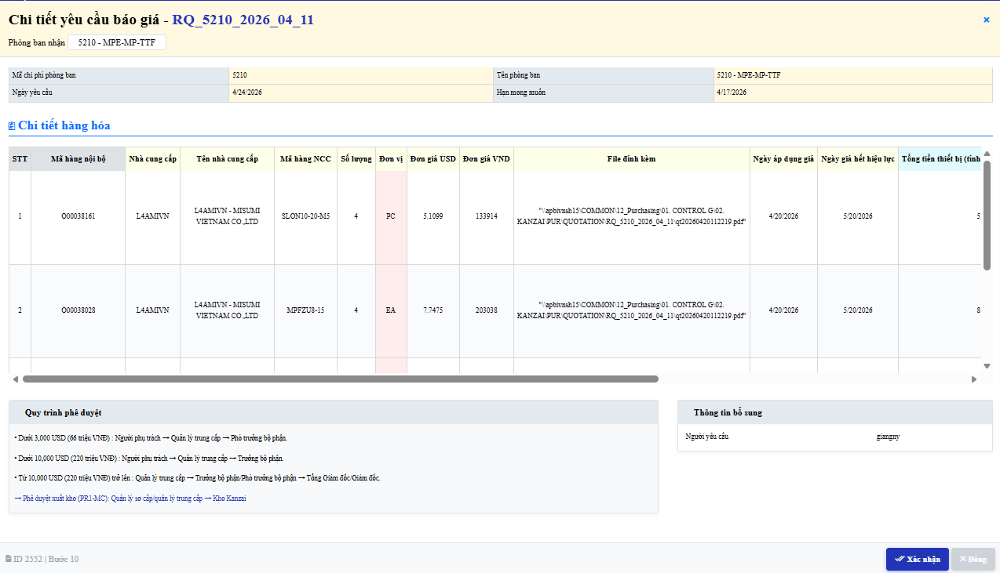 Chi tiết yêu cầu báo giá - RQ_5210_2026_04_11
Phòng ban nhận 5210 - MPE-MP-TTF
Mã chi phí phòng ban 5210 Tên phòng ban 5210 - MPE-MP-TTF
Ngày yêu cầu 4/24/2026 Hạn mong muốn 4/17/2026
Chi tiết hàng hóa
STT Mã hàng nội bộ Nhà cung cấp Tên nhà cung cấp Mã hàng NCC Số lượng Đơn vị Đơn giá USD Đơn giá VND File đính kèm Ngày áp dụng giá Ngày giá hết hiệu lực Tổng tiền thiết bị (tính
L4AMIVN - MISUMI "\\apbivnsh15\COMMON\12_Purchasing\01. CONTROL G\02.
1 O00038161 L4AMIVN SLON10-20-M5 4 PC 5.1099 133914 4/20/2026 5/20/2026 5.
VIETNAM CO.,LTD KANZAI\PUR\QUOTATION\RQ_5210_2026_04_11\qt20260420112219.pdf"
L4AMIVN - MISUMI "\\apbivnsh15\COMMON\12_Purchasing\01. CONTROL G\02.
2 O00038028 L4AMIVN MPFZU8-15 4 EA 7.7475 203038 4/20/2026 5/20/2026 8
VIETNAM CO.,LTD KANZAI\PUR\QUOTATION\RQ_5210_2026_04_11\qt20260420112219.pdf"
Quy trình phê duyệt
• Dưới 3,000 USD (66 triệu VNĐ) : Người phụ trách → Quản lý trung cấp → Phó trưởng bộ phận.
• Dưới 10,000 USD (220 triệu VNĐ) : Người phụ trách → Quản lý trung cấp → Trưởng bộ phận.
• Từ 10,000 USD (220 triệu VNĐ) trở lên : Quản lý trung cấp → Trưởng bộ phận/Phó trưởng bộ phận → Tổng Giám đốc/Giám đốc.
→ Phê duyệt xuất kho (PR1-MC): Quản lý sơ cấp/quản lý trung cấp → Kho Kanzai
Thông tin bổ sung
Người yêu cầu giangny
ID 2552 | Bước 10
Xác nhận
Đóng